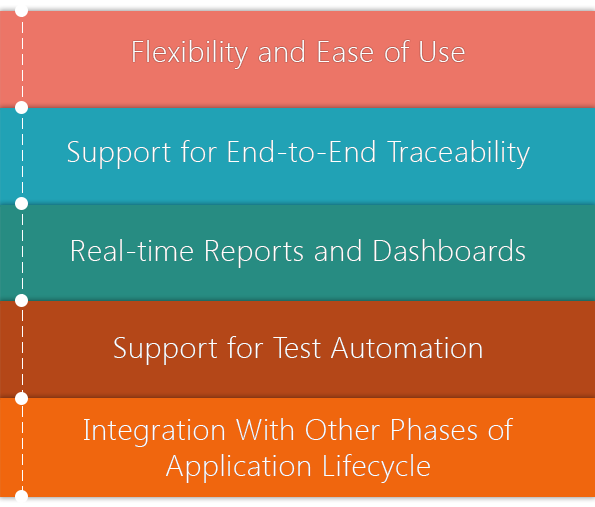 Flexibility and Ease of Use
Support for End-to-End Traceability
Real-time Reports and Dashboards
Support for Test Automation
Integration With Other Phases of
Application Lifecycle